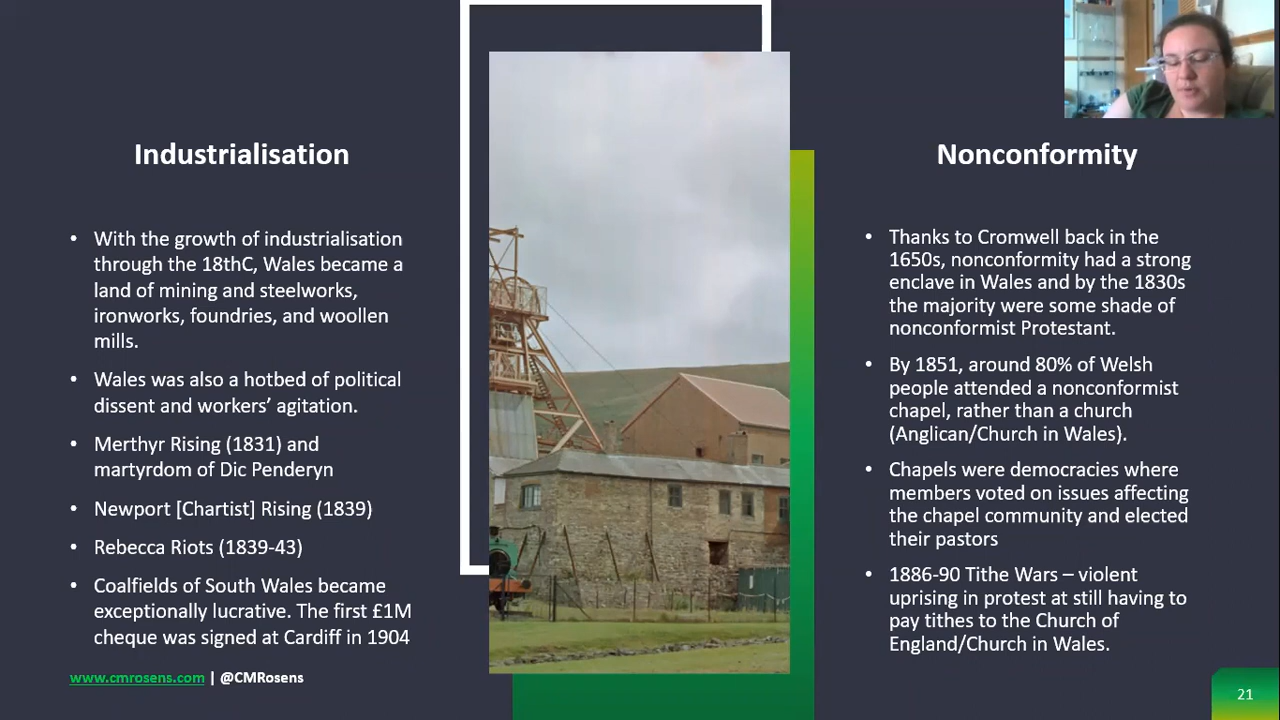 Industrialisation
• With the growth of industrialisation
through the 18thC, Wales became a
land of mining and steelworks,
ironworks, foundries, and woollen
mills.
• Wales was also a hotbed of political
dissent and workers’ agitation.
• Merthyr Rising (1831) and
martyrdom of Dic Penderyn
• Newport [Chartist] Rising (1839)
• Rebecca Riots (1839-43)
• Coalfields of South Wales became
exceptionally lucrative. The first £1M
cheque was signed at Cardiff in 1904
www.cmrosens.com | @CMRosens
Nonconformity
• Thanks to Cromwell back in the
1650s, nonconformity had a strong
enclave in Wales and by the 1830s
the majority were some shade of
nonconformist Protestant.
• By 1851, around 80% of Welsh
people attended a nonconformist
chapel, rather than a church
(Anglican/Church in Wales).
• Chapels were democracies where
members voted on issues affecting
the chapel community and elected
their pastors
• 1886-90 Tithe Wars – violent
uprising in protest at still having to
pay tithes to the Church of
England/Church in Wales.
21